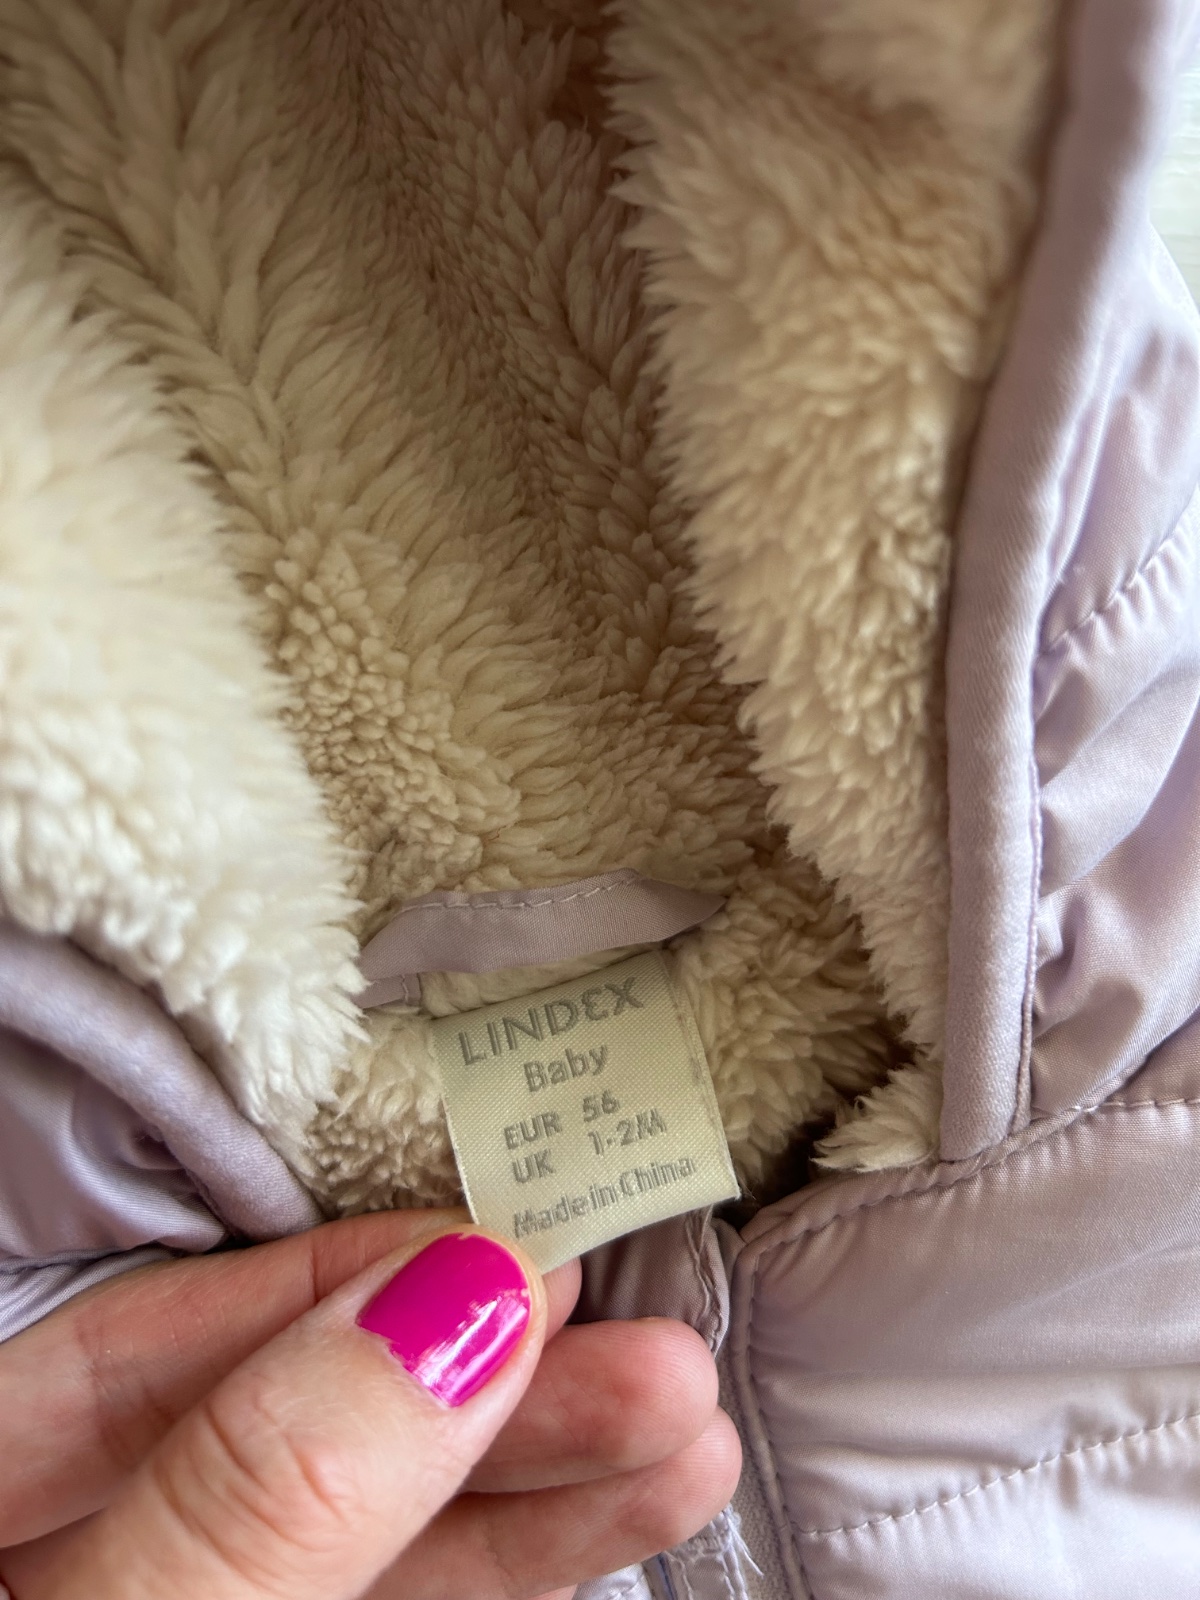 LINDEX
Baby
EUR 56
UK 1-2M
Made in China